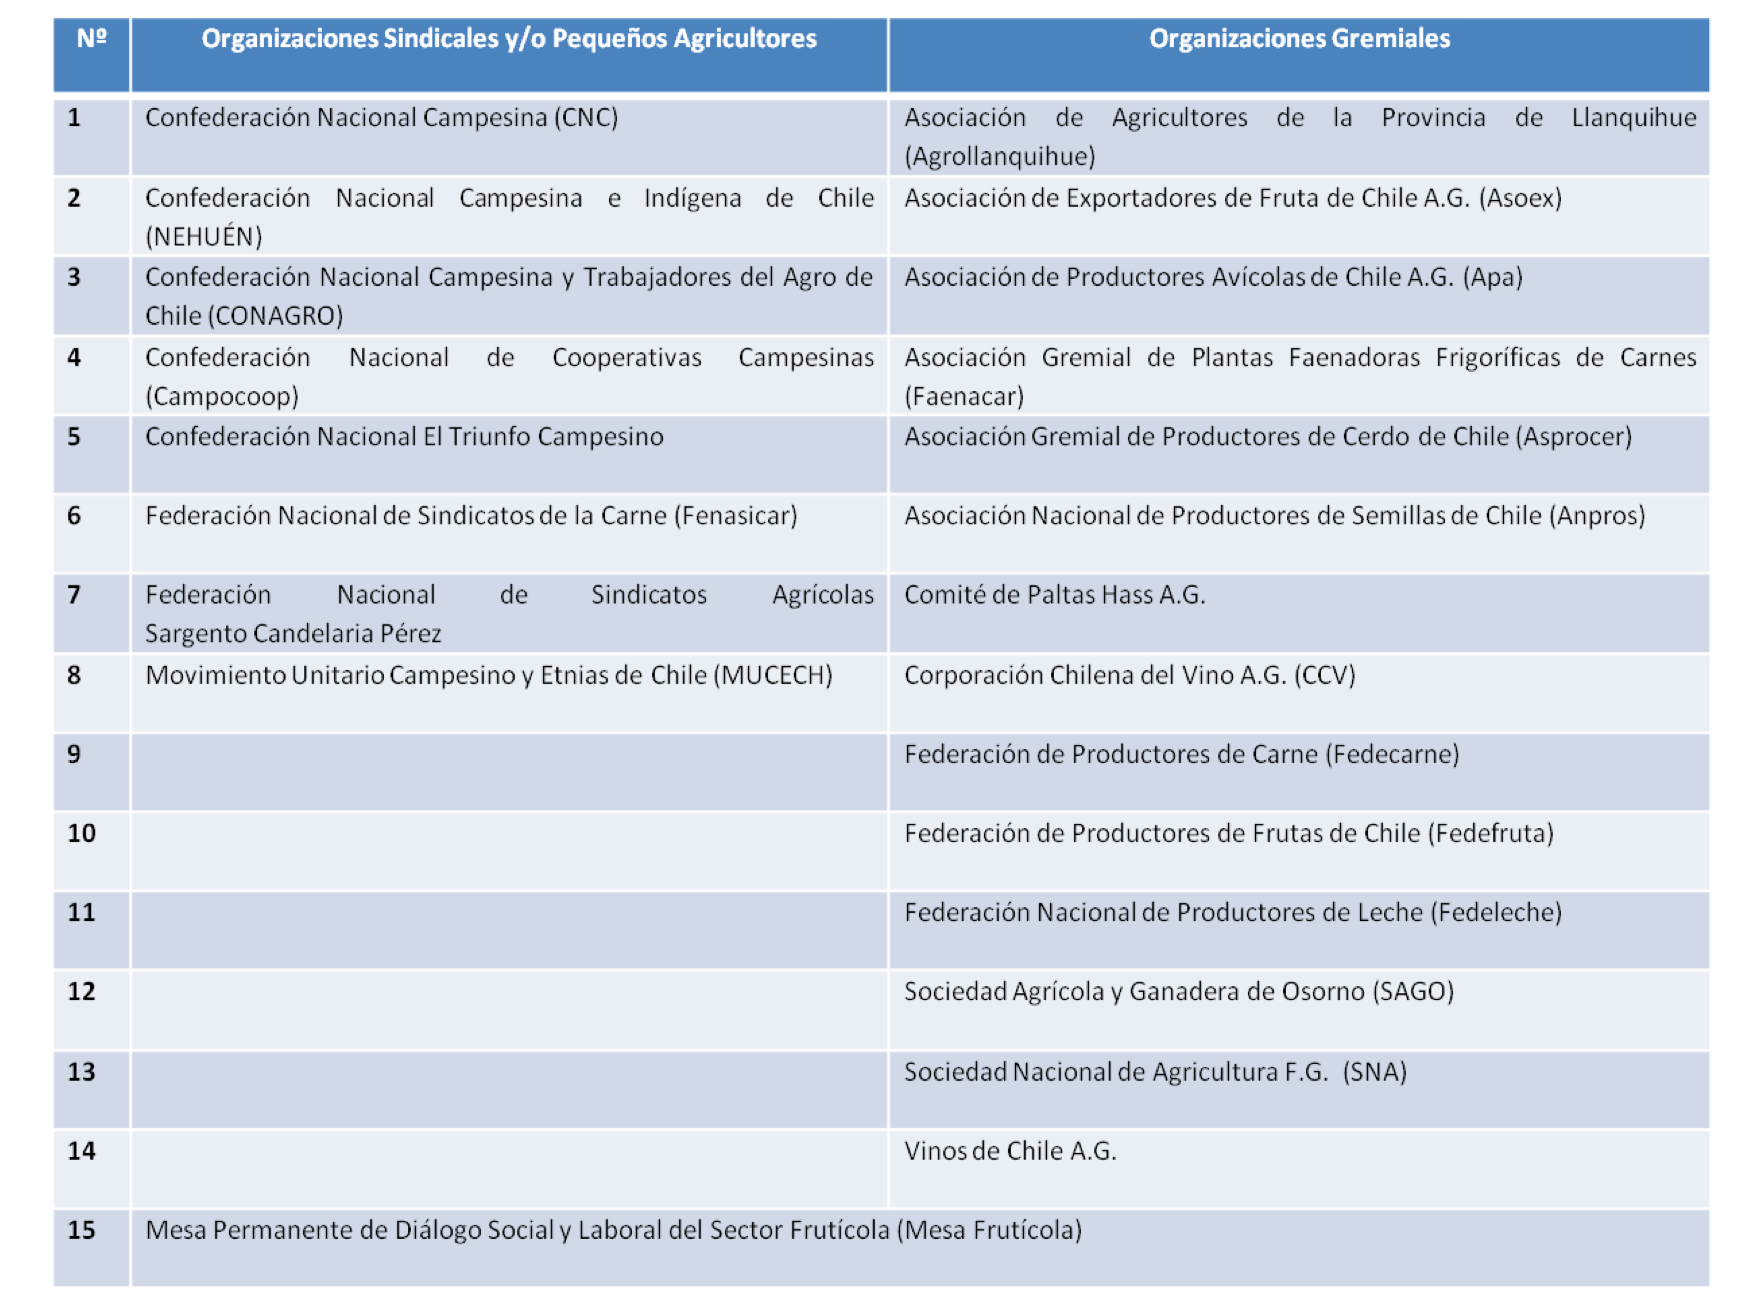 Nº Organizaciones Sindicales y/o Pequeños Agricultores Organizaciones Gremiales
1 Confederación Nacional Campesina (CNC) Asociación de Agricultores de la Provincia de Llanquihue
(Agrollanquihue)
2 Confederación Nacional Campesina e Indígena de Chile Asociación de Exportadores de Fruta de Chile A.G. (Asoex)
(NEHUÉN)
3 Confederación Nacional Campesina y Trabajadores del Agro de Asociación de Productores Avícolas de Chile A.G. (Apa)
Chile (CONAGRO)
4 Confederación Nacional de Cooperativas Campesinas Asociación Gremial de Plantas Faenadoras Frigoríficas de Carnes
(Campocoop) (Faenacar)
5 Confederación Nacional El Triunfo Campesino Asociación Gremial de Productores de Cerdo de Chile (Asprocer)
6 Federación Nacional de Sindicatos de la Carne (Fenasicar) Asociación Nacional de Productores de Semillas de Chile (Anpros)
7 Federación Nacional de Sindicatos Agrícolas Comité de Paltas Hass A.G.
Sargento Candelaria Pérez
8 Movimiento Unitario Campesino y Etnias de Chile (MUCECH) Corporación Chilena del Vino A.G. (CCV)
9 Federación de Productores de Carne (Fedecarne)
10 Federación de Productores de Frutas de Chile (Fedefruta)
11 Federación Nacional de Productores de Leche (Fedeleche)
12 Sociedad Agrícola y Ganadera de Osorno (SAGO)
13 Sociedad Nacional de Agricultura F.G. (SNA)
14 Vinos de Chile A.G.
15 Mesa Permanente de Diálogo Social y Laboral del Sector Frutícola (Mesa Frutícola)